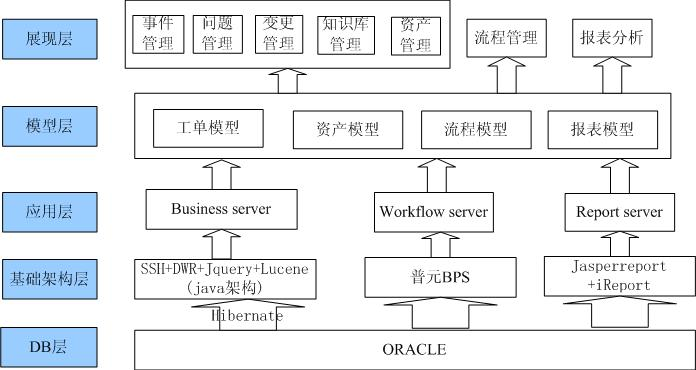 展现层
事件
管理
问题
管理
变更
管理
知识库
管理
资产
管理
流程管理
报表分析
模型层
工单模型
资产模型
流程模型
报表模型
应用层
Business server
Workflow server
Report server
基础架构层
SSH+DWR+Jquery+Lucene
(java架构)
普元BPS
Jasperreport
+iReport
Hibernate
DB层
ORACLE